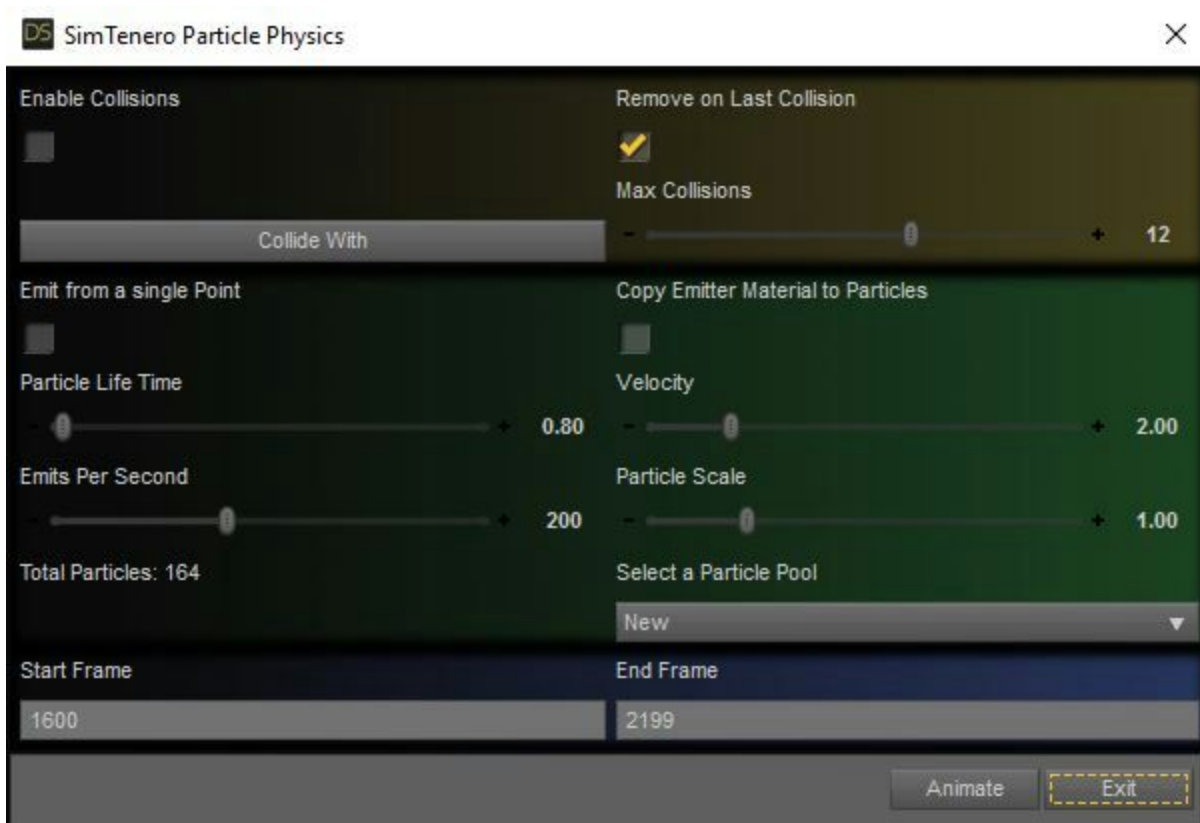 DS SimTenero Particle Physics
Enable Collisions
Remove on Last Collision
Max Collisions
Collide With
- + 12
Emit from a single Point
Copy Emitter Material to Particles
Particle Life Time
Velocity
- + 0.80
- + 2.00
Emits Per Second
Particle Scale
- + 200
- + 1.00
Total Particles: 164
Select a Particle Pool
New
Start Frame
End Frame
1600
2199
Animate
Exit